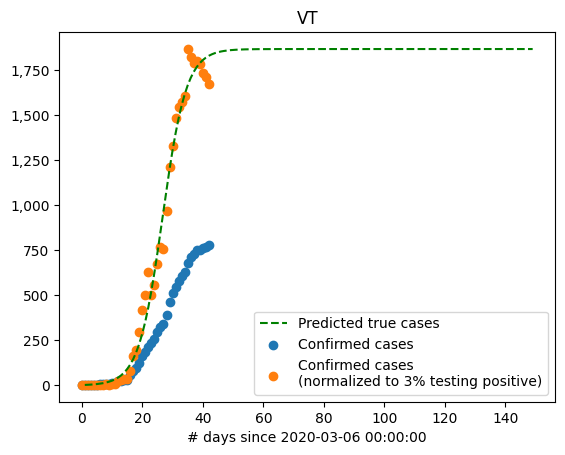 VT
1,750
1,500
1,250
1,000
750
500
250
0
Predicted true cases
Confirmed cases
Confirmed cases
(normalized to 3% testing positive)
0 20 40 60 80 100 120 140
# days since 2020-03-06 00:00:00